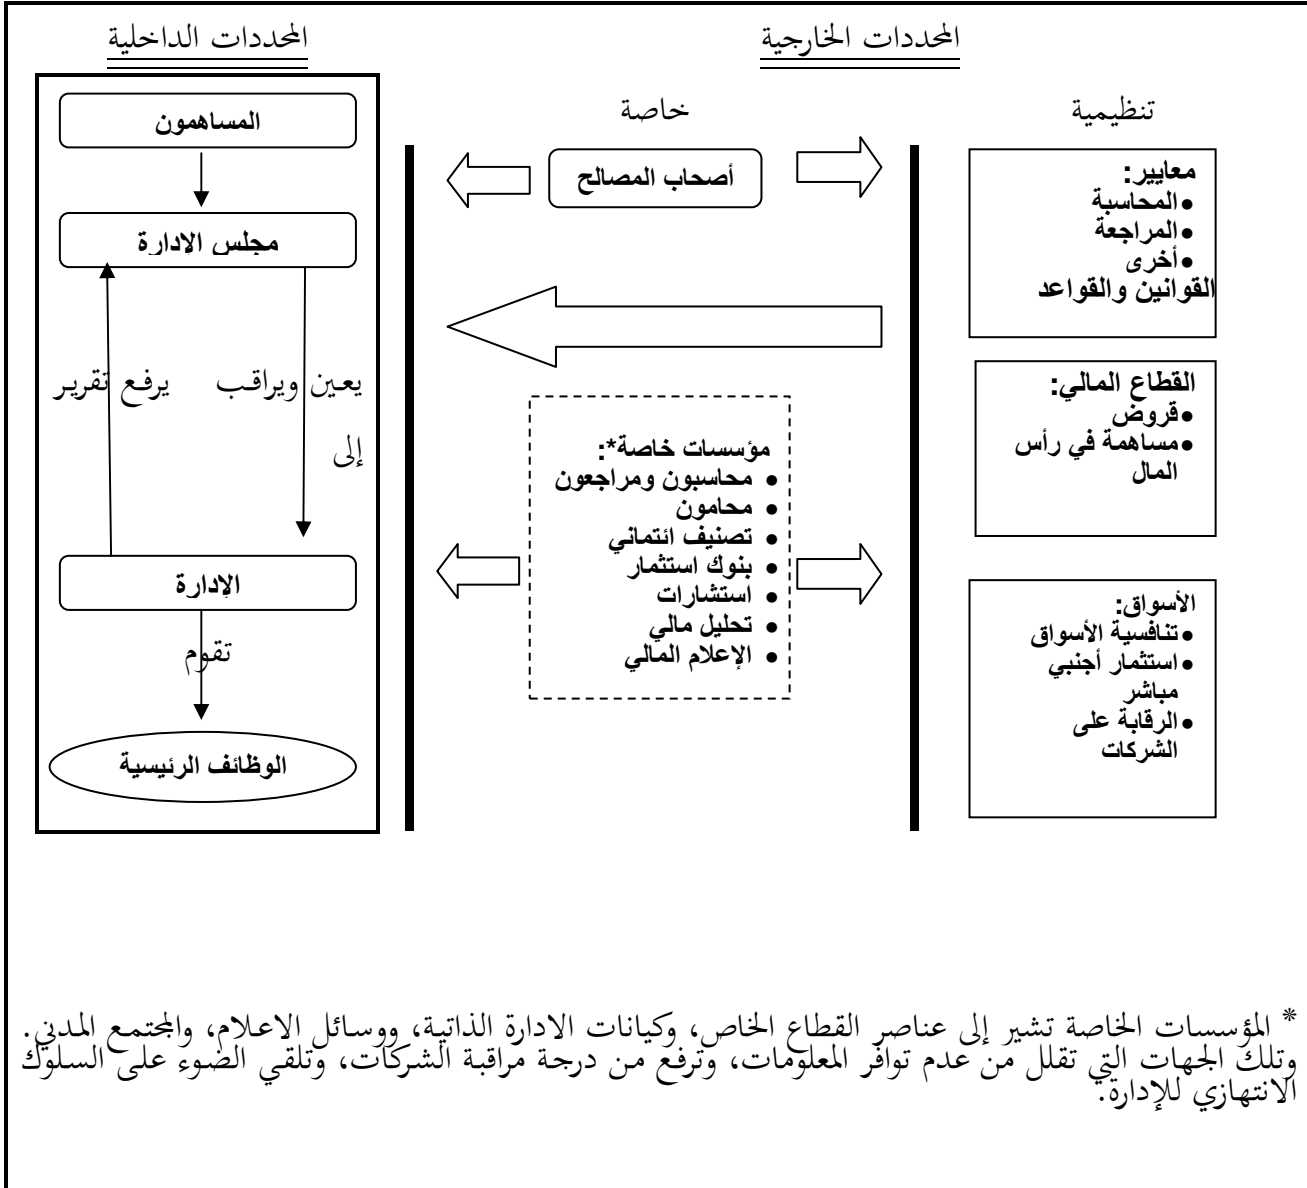 المحددات الخارجية
المحددات الداخلية
تنظيمية
خاصة
معايير:
•المحاسبة
•المراجعة
•أخرى
القوانين والقواعد
القطاع المالي:
•قروض
•مساهمة في رأس
المال
الأسواق:
•تنافسية الأسواق
•استثمار أجنبي
مباشر
•الرقابة على
الشركات
أصحاب المصالح
مؤسسات خاصة*:
• محاسبون ومراجعون
• محامون
• تصنيف ائتماني
• بنوك استثمار
• استشارات
• تحليل مالي
• الإعلام المالي
المساهمون
مجلس الإدارة
يعين ويراقب يرفع تقرير
إلى
الإدارة
تقوم
الوظائف الرئيسية
* المؤسسات الخاصة تشير إلى عناصر القطاع الخاص، وكيانات الادارة الذاتية، ووسائل الاعلام، والمجتمع المدني.
وتلك الجهات التي تقلل من عدم توافر المعلومات، وترفع من درجة مراقبة الشركات، وتلقي الضوء على السلوك
الانتهازي للإدارة.